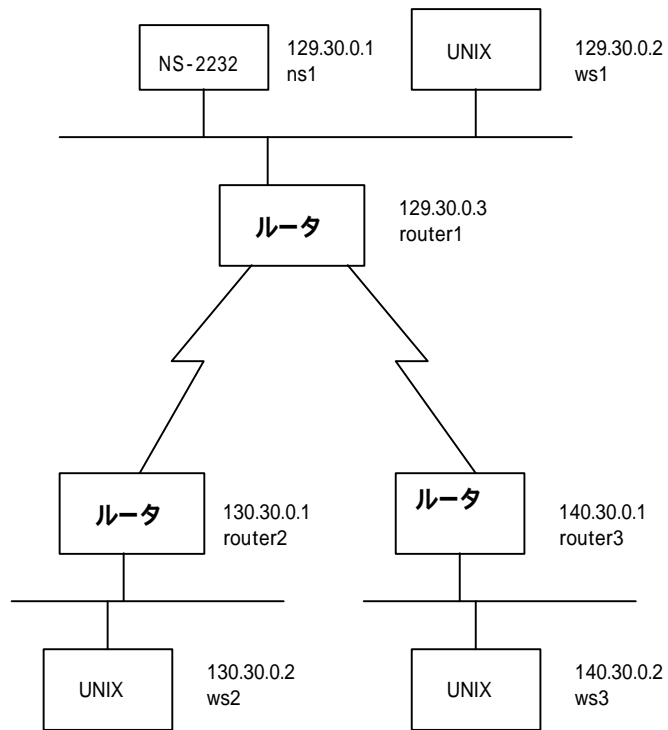 NS-2232
129.30.0.1
ns1
UNIX
129.30.0.2
ws1
ルータ
129.30.0.3
router1
ルータ
130.30.0.1
router2
ルータ
140.30.0.1
router3
UNIX
130.30.0.2
ws2
UNIX
140.30.0.2
ws3